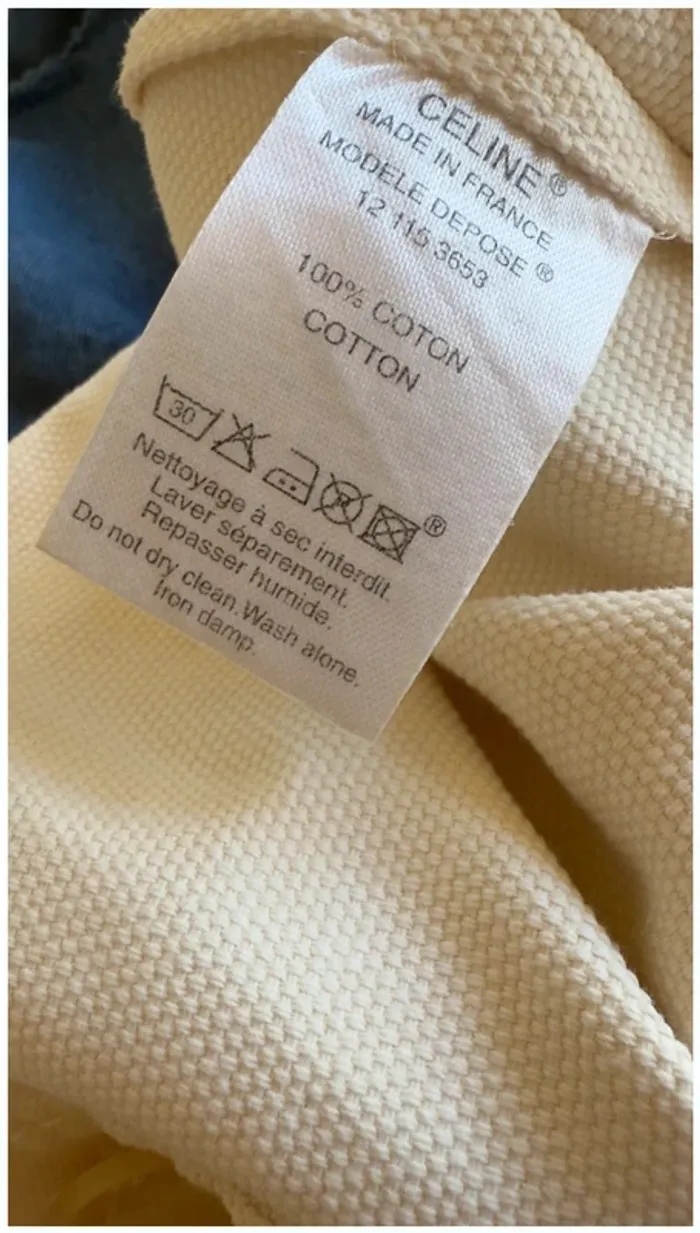 CELINE®
MADE IN FRANCE
MODELE DEPOSE ®
12 115 3653
100% COTON
COTTON
30
Nettoyage à sec interdit.
Laver séparement.
Repasser humide.
Do not dry clean.Wash alone.
Iron damp.